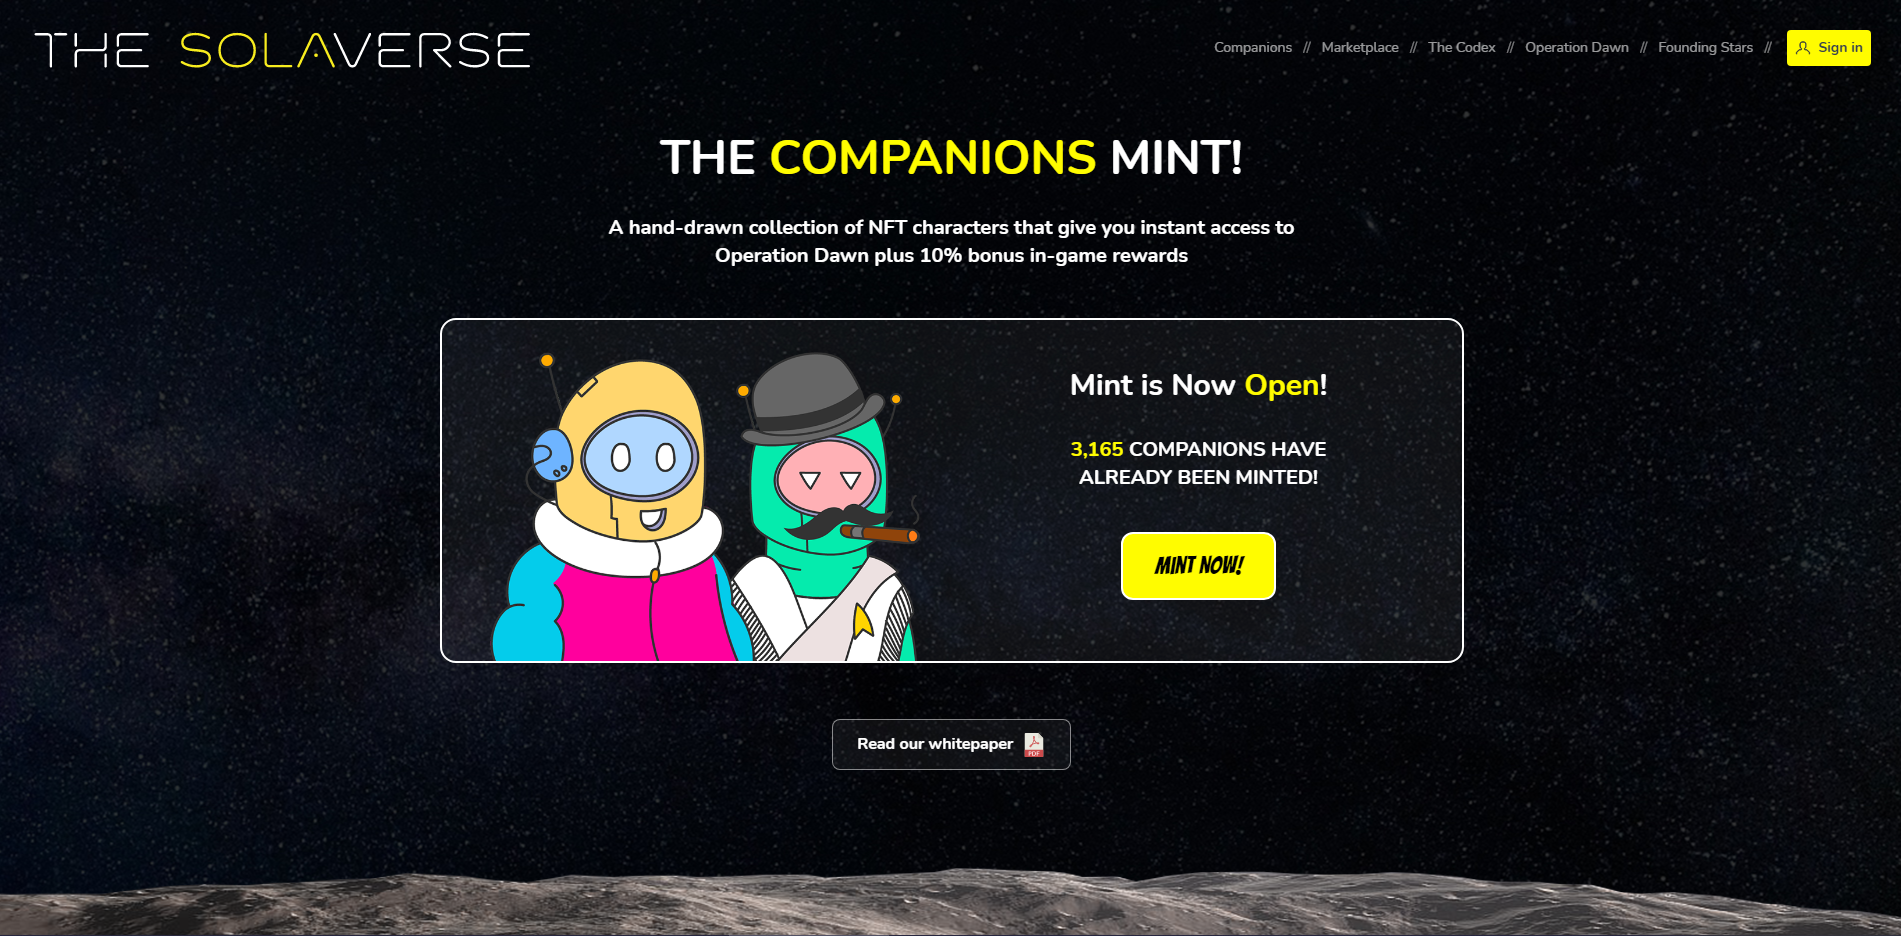 THE SOLAVERSE
Companions // Marketplace // The Codex // Operation Dawn // Founding Stars // Sign in
THE COMPANIONS MINT!
A hand-drawn collection of NFT characters that give you instant access to
Operation Dawn plus 10% bonus in-game rewards
Mint is Now Open!
3,165 COMPANIONS HAVE
ALREADY BEEN MINTED!
MINT NOW!
Read our whitepaper
PDF